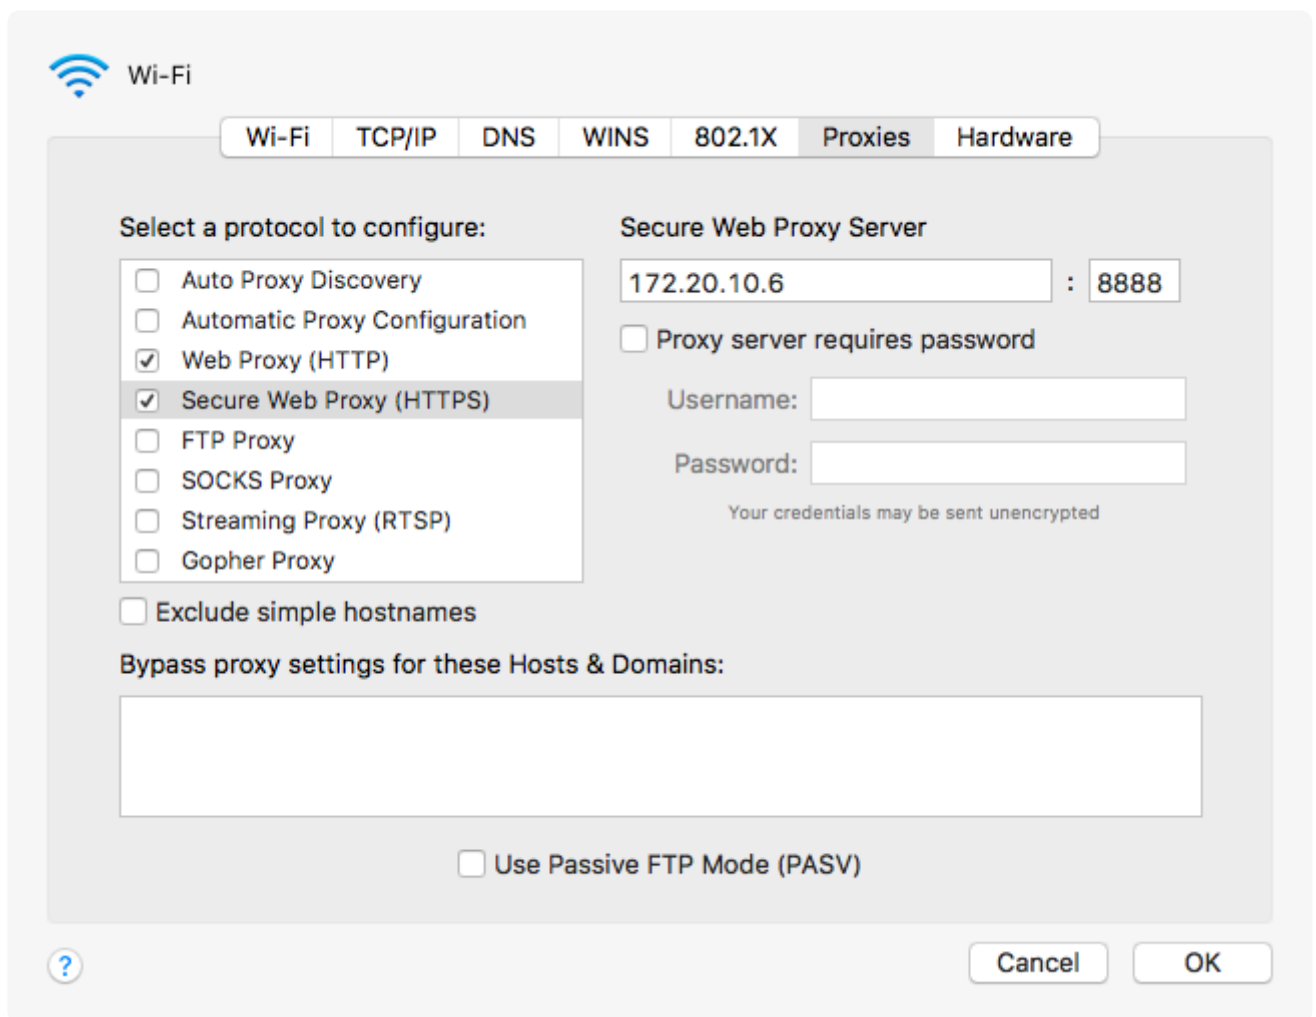 Wi-Fi
Wi-Fi TCP/IP DNS WINS 802.1X Proxies Hardware
Select a protocol to configure:
Auto Proxy Discovery
Automatic Proxy Configuration
Web Proxy (HTTP)
Secure Web Proxy (HTTPS)
FTP Proxy
SOCKS Proxy
Streaming Proxy (RTSP)
Gopher Proxy
Exclude simple hostnames
Secure Web Proxy Server
172.20.10.6 : 8888
Proxy server requires password
Username:
Password:
Your credentials may be sent unencrypted
Bypass proxy settings for these Hosts & Domains:
Use Passive FTP Mode (PASV)
? Cancel OK